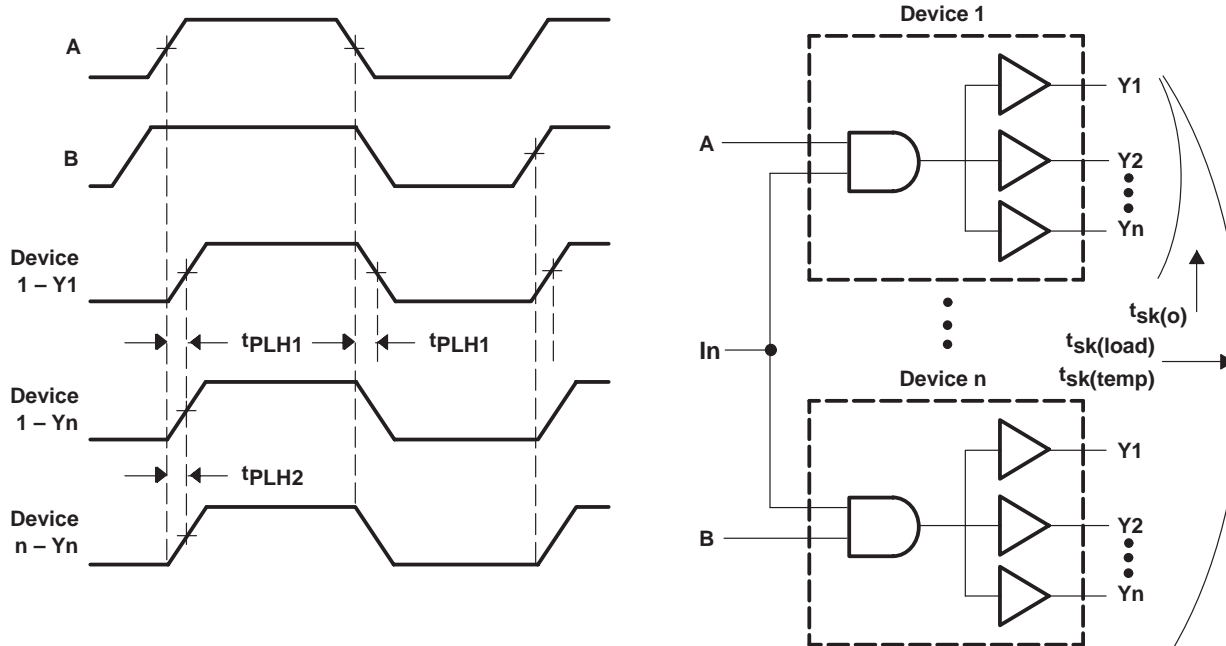 A
B
Device
1 – Y1
tPLH1
tPLH1
Device
1 – Yn
tPLH2
Device
n – Yn
Device 1
A
Y1
Y2
Yn
tsk(o)
tsk(load)
tsk(temp)
In
Device n
B
Y1
Y2
Yn